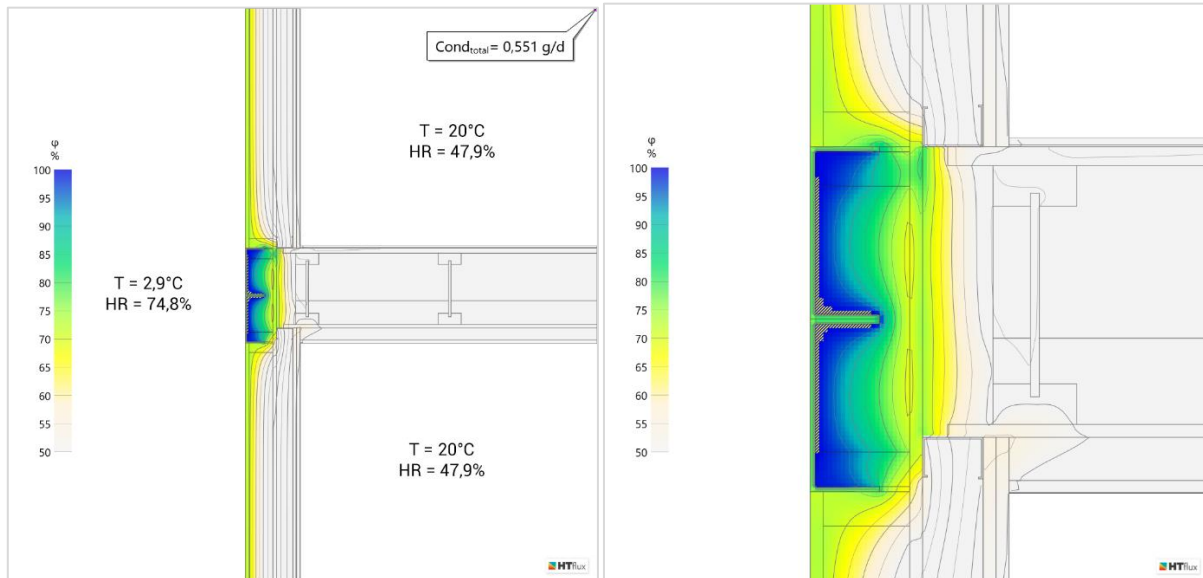 Cond total = 0,551 g/d
T = 20°C
HR = 47,9%
φ
%
100
95
90
85
80
75
70
65
60
55
50
T = 2,9°C
HR = 74,8%
T = 20°C
HR = 47,9%
HTflux
φ
%
100
95
90
85
80
75
70
65
60
55
50
HTflux